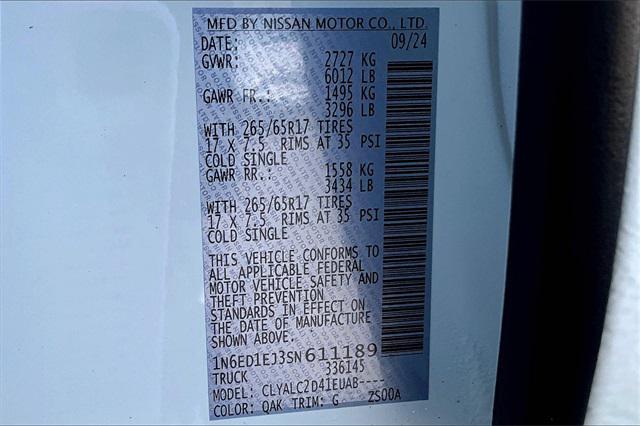 MFD BY NISSAN MOTOR CO., LTD.
DATE: 09/24
GVWR: 2727 KG
6012 LB
GAWR FR.: 1495 KG
3296 LB
WITH 265/65R17 TIRES
17 X 7.5 RIMS AT 35 PSI
COLD SINGLE
GAWR RR.: 1558 KG
3434 LB
WITH 265/65R17 TIRES
17 X 7.5 RIMS AT 35 PSI
COLD SINGLE
THIS VEHICLE CONFORMS TO
ALL APPLICABLE FEDERAL
MOTOR VEHICLE SAFETY AND
THEFT PREVENTION
STANDARDS IN EFFECT ON
THE DATE OF MANUFACTURE
1N6ED1EJ3SN611189
TRUCK 336145
MODEL: CLYALC2D41EUAB----
COLOR: QAK TRIM: G ZS00A